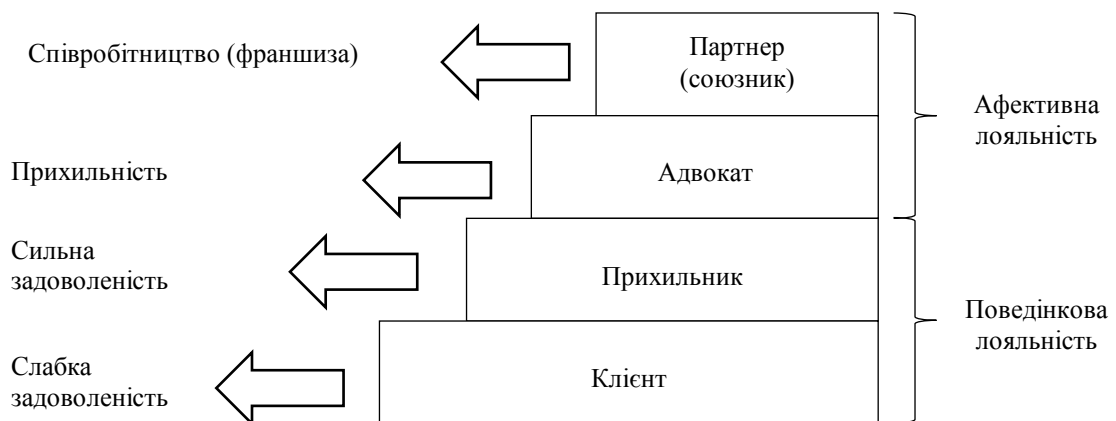 Співробітництво (франшиза)
Партнер
(союзник)
Афективна
лояльність
Прихильність
Адвокат
Сильна
задоволеність
Прихильник
Поведінкова
лояльність
Слабка
задоволеність
Клієнт